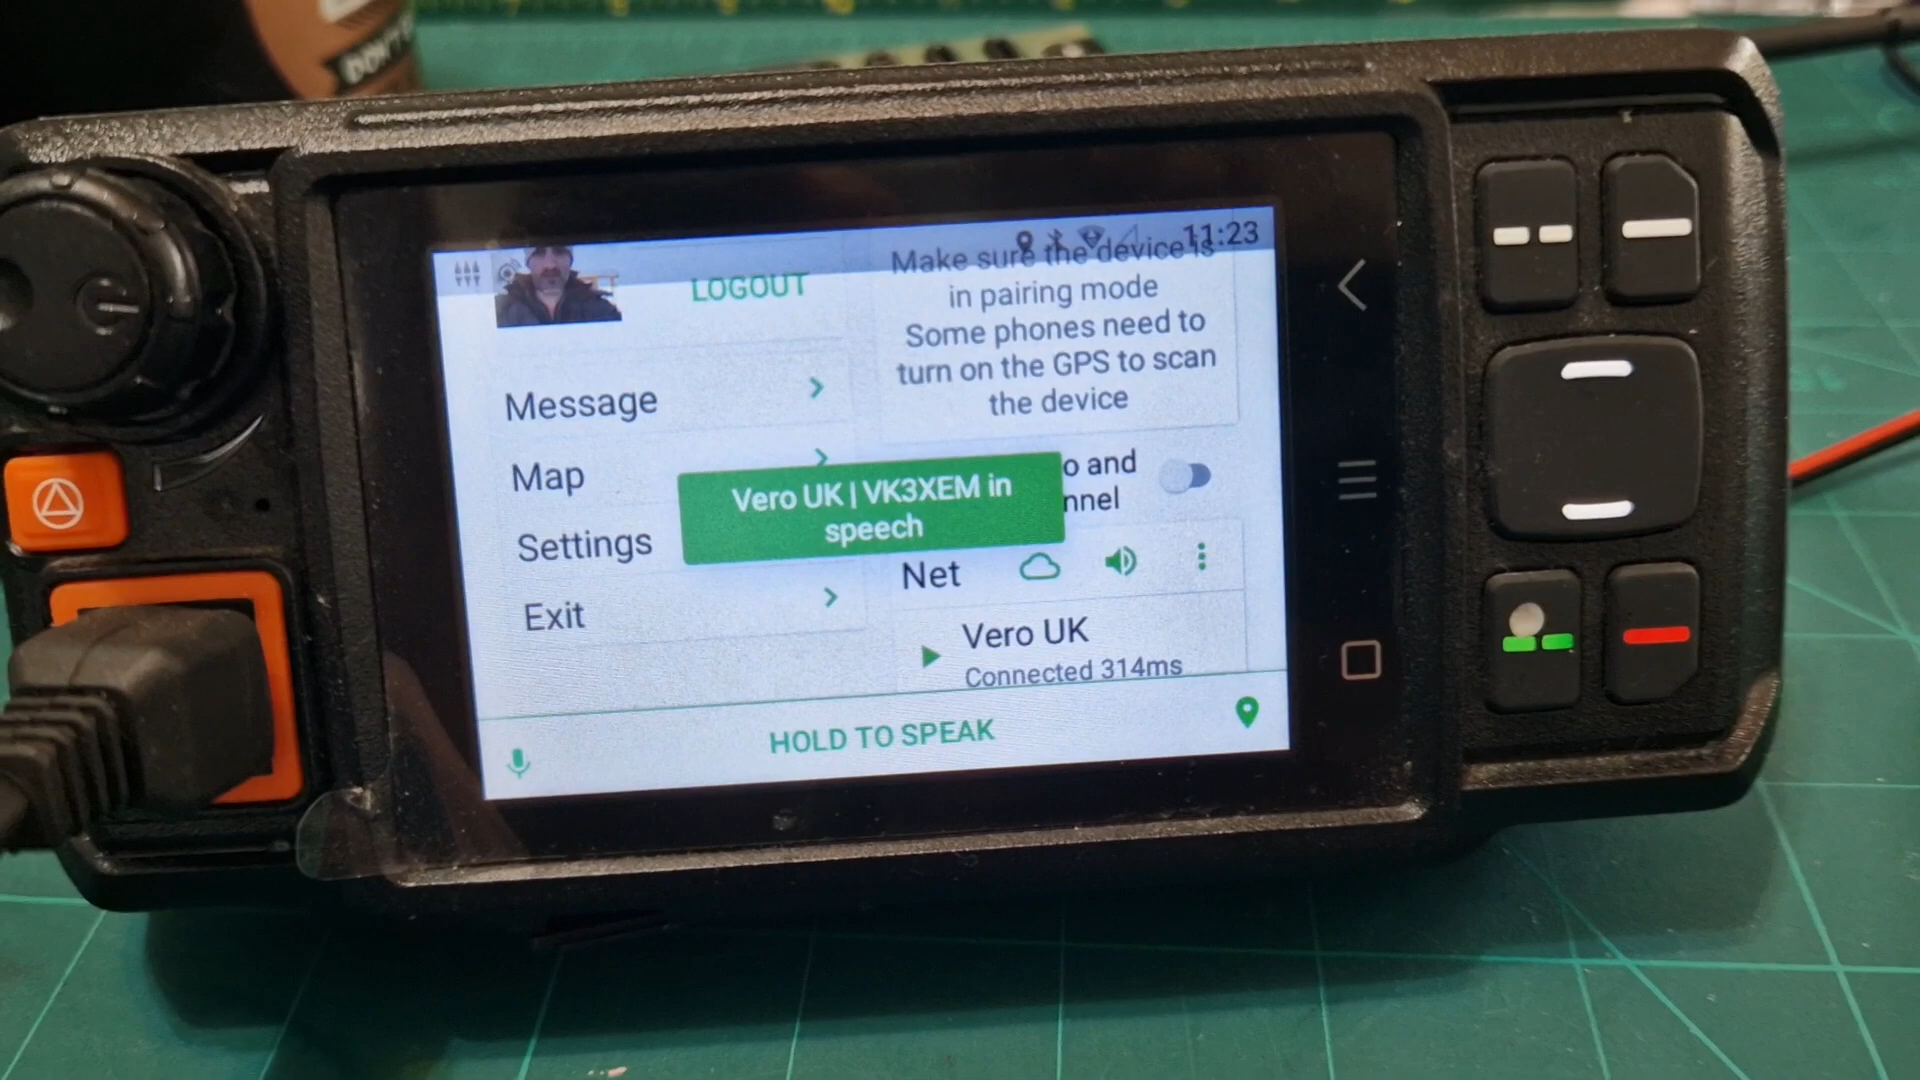 DON'T
11:23
LOGOUT
Message
Map
Settings
Exit
Make sure the device is
in pairing mode
Some phones need to
turn on the GPS to scan
the device
o and
nnel
Vero UK | VK3XEM in
speech
Net
Vero UK
Connected 314ms
HOLD TO SPEAK